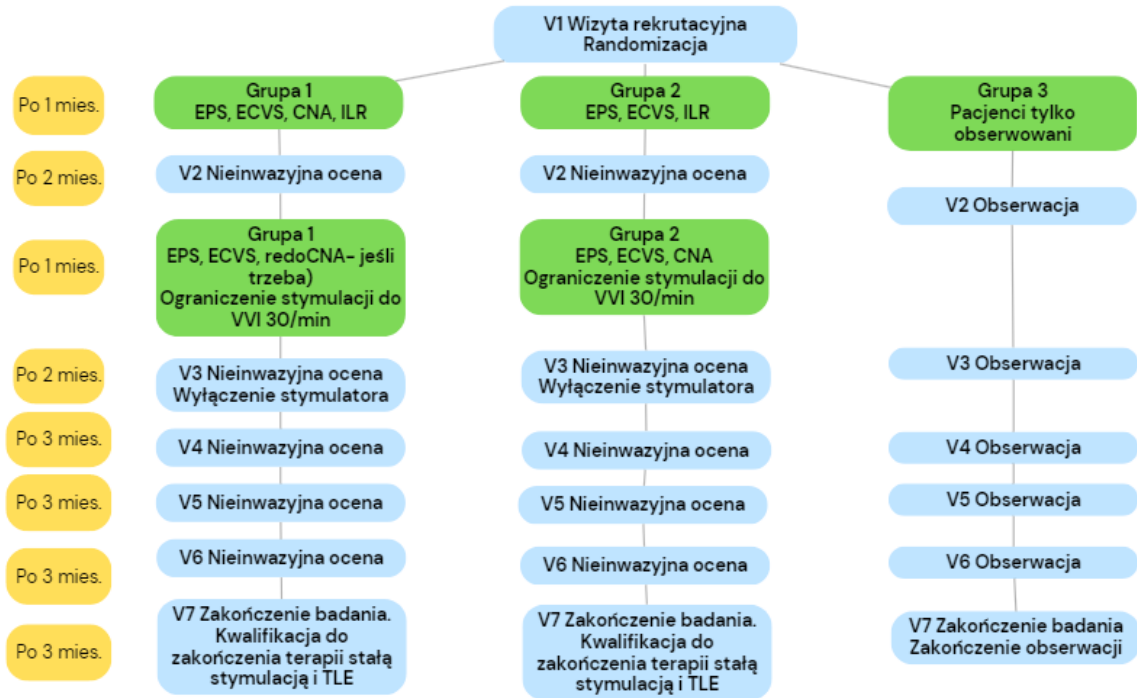 V1 Wizyta rekrutacyjna
Randomizacja
Po 1 mies.
Grupa 1
EPS, ECVS, CNA, ILR
Grupa 2
EPS, ECVS, ILR
Grupa 3
Pacjenci tylko
obserwowani
Po 2 mies.
V2 Nieinwazyjna ocena
V2 Nieinwazyjna ocena
V2 Obserwacja
Po 1 mies.
Grupa 1
EPS, ECVS, redoCNA- jeśli
trzeba)
Ograniczenie stymulacji do
VVI 30/min
Grupa 2
EPS, ECVS, CNA
Ograniczenie stymulacji do
VVI 30/min
Po 2 mies.
V3 Nieinwazyjna ocena
Wyłączenie stymulatora
V3 Nieinwazyjna ocena
Wyłączenie stymulatora
V3 Obserwacja
Po 3 mies.
V4 Nieinwazyjna ocena
V4 Nieinwazyjna ocena
V4 Obserwacja
Po 3 mies.
V5 Nieinwazyjna ocena
V5 Nieinwazyjna ocena
V5 Obserwacja
Po 3 mies.
V6 Nieinwazyjna ocena
V6 Nieinwazyjna ocena
V6 Obserwacja
Po 3 mies.
V7 Zakończenie badania.
Kwalifikacja do
zakończenia terapii stałą
stymulacją i TLE
V7 Zakończenie badania.
Kwalifikacja do
zakończenia terapii stałą
stymulacją i TLE
V7 Zakończenie badania
Zakończenie obserwacji